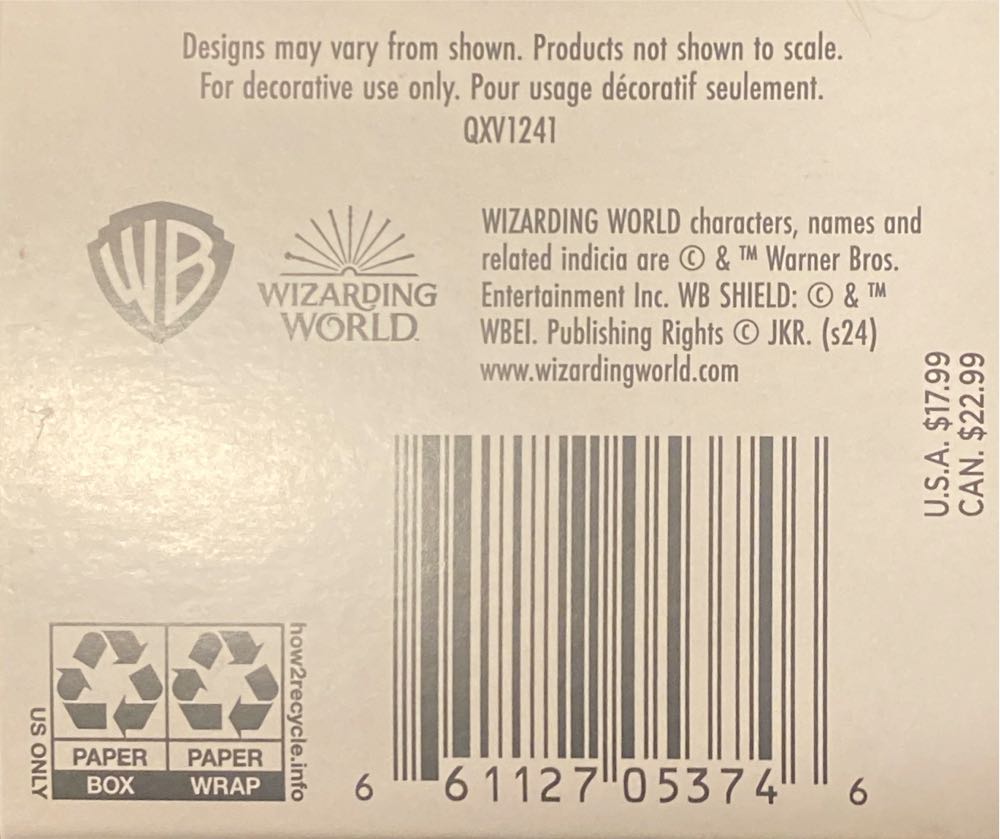 Designs may vary from shown. Products not shown to scale.
For decorative use only. Pour usage décoratif seulement.
QXV1241
WB
WIZARDING
WORLD
WIZARDING WORLD characters, names and
related indicia are © & ™ Warner Bros.
Entertainment Inc. WB SHIELD: © & ™
WBEI. Publishing Rights © JKR. (s24)
www.wizardingworld.com
U.S.A. $17.99
CAN. $22.99
US ONLY
PAPER
BOX
PAPER
WRAP
how2recycle.info
6 61127 05374 6